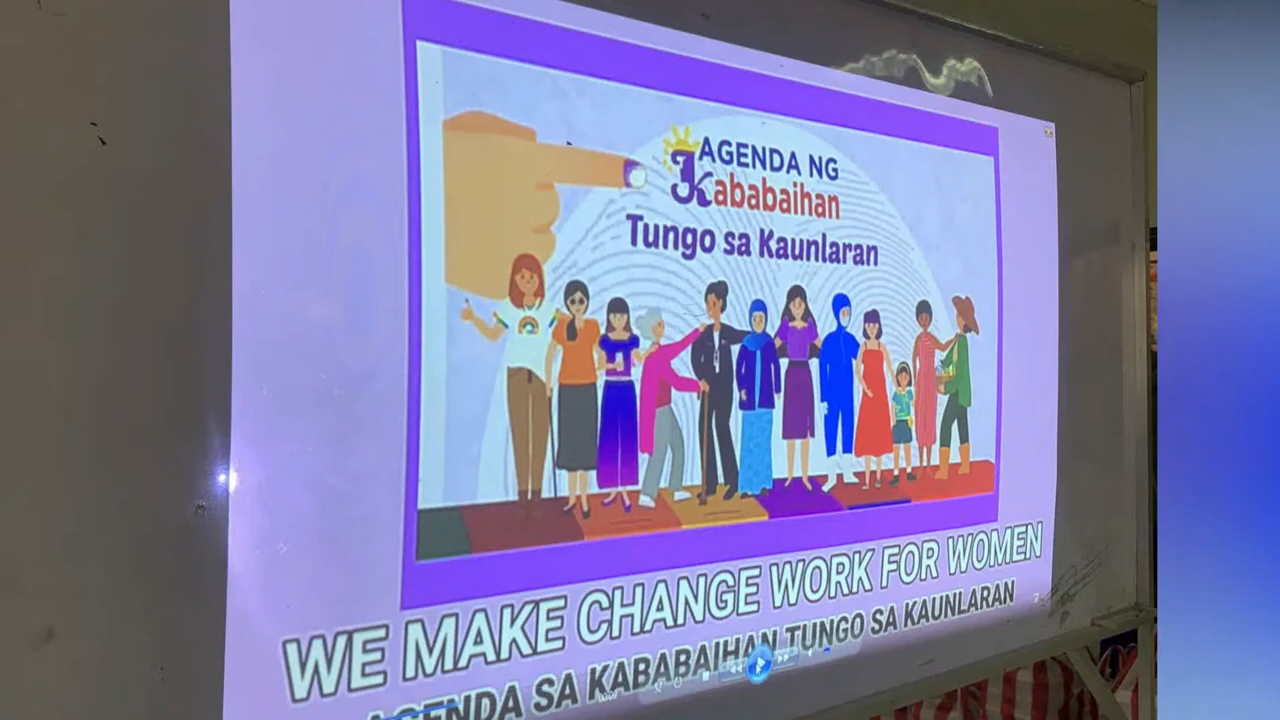 AGENDA NG
Kababaihan
Tungo sa Kaunlaran
WE MAKE CHANGE WORK FOR WOMEN
AGENDA SA KABABAIHAN TUNGO SA KAUNLARAN